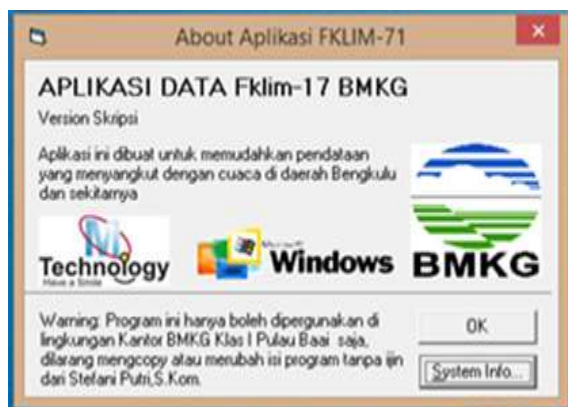 About Aplikasi FKLIM-71
APLIKASI DATA Fklim-17 BMKG
Version Skripsi
Aplikasi ini dibuat untuk memudahkan pendataan
yang menyangkut dengan cuaca di daerah Bengkulu
dan sekitarnya
Technology
Have a Smile
Microsoft
Windows
BMKG
Warning: Program ini hanya boleh dipergunakan di
lingkungan Kantor BMKG Klas I Pulau Baai saja,
dilarang mengcopy atau merubah isi program tanpa ijin
dari Stefani Putri,S.Kom.
OK
System Info...